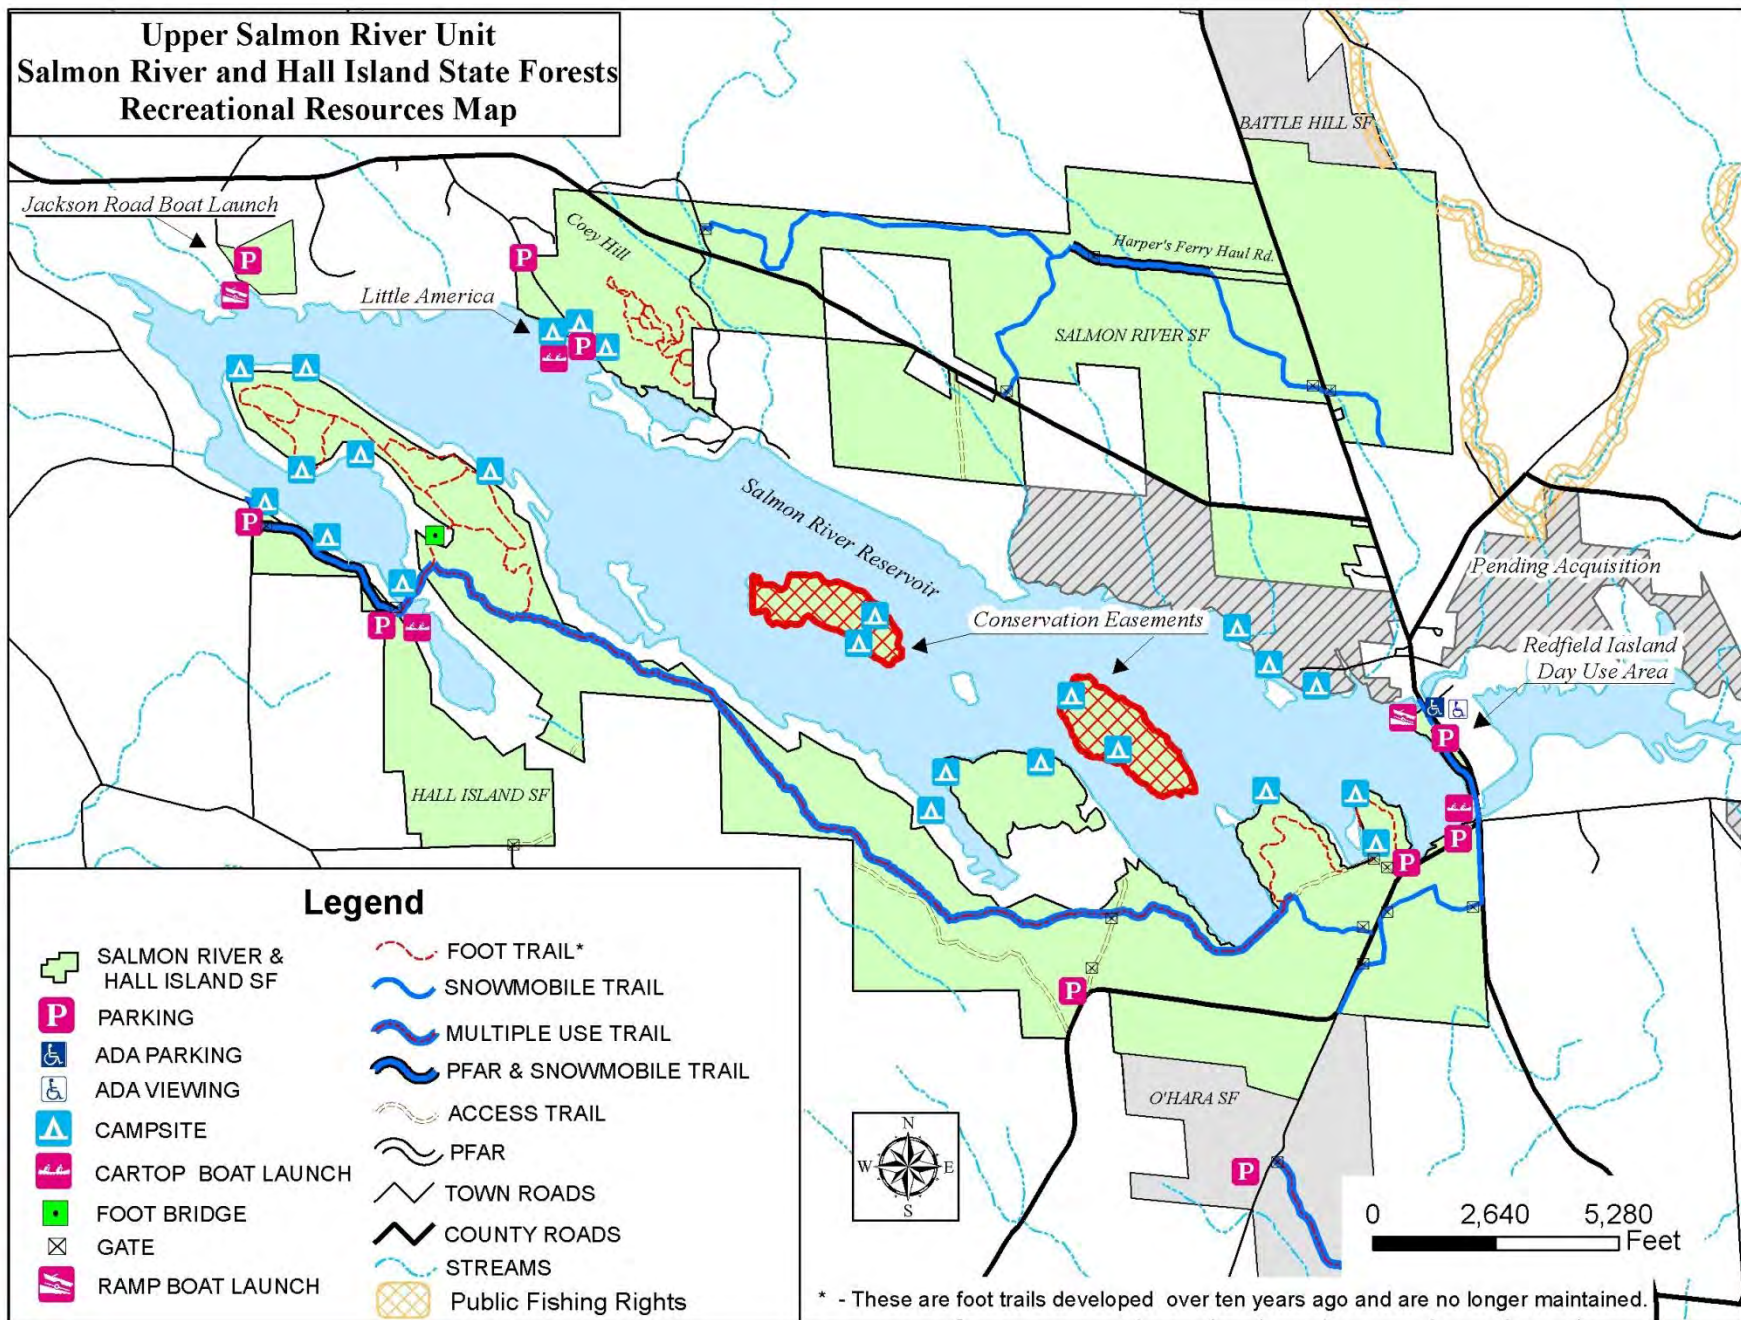 Upper Salmon River Unit
Salmon River and Hall Island State Forests
Recreational Resources Map
BATTLE HILL SF
Jackson Road Boat Launch
P
Coey Hill
P
Harper's Ferry Haul Rd.
Little America
P
SALMON RIVER SF
Salmon River Reservoir
P
Pending Acquisition
Conservation Easements
P
Redfield Iasland
Day Use Area
P
HALL ISLAND SF
P
P
P
O'HARA SF
P
Legend
SALMON RIVER &
HALL ISLAND SF
P PARKING
ADA PARKING
ADA VIEWING
CAMPSITE
CARTOP BOAT LAUNCH
FOOT BRIDGE
GATE
RAMP BOAT LAUNCH
FOOT TRAIL*
SNOWMOBILE TRAIL
MULTIPLE USE TRAIL
PFAR & SNOWMOBILE TRAIL
ACCESS TRAIL
PFAR
TOWN ROADS
COUNTY ROADS
STREAMS
Public Fishing Rights
N
W E
S
0 2,640 5,280
Feet
* - These are foot trails developed over ten years ago and are no longer maintained.